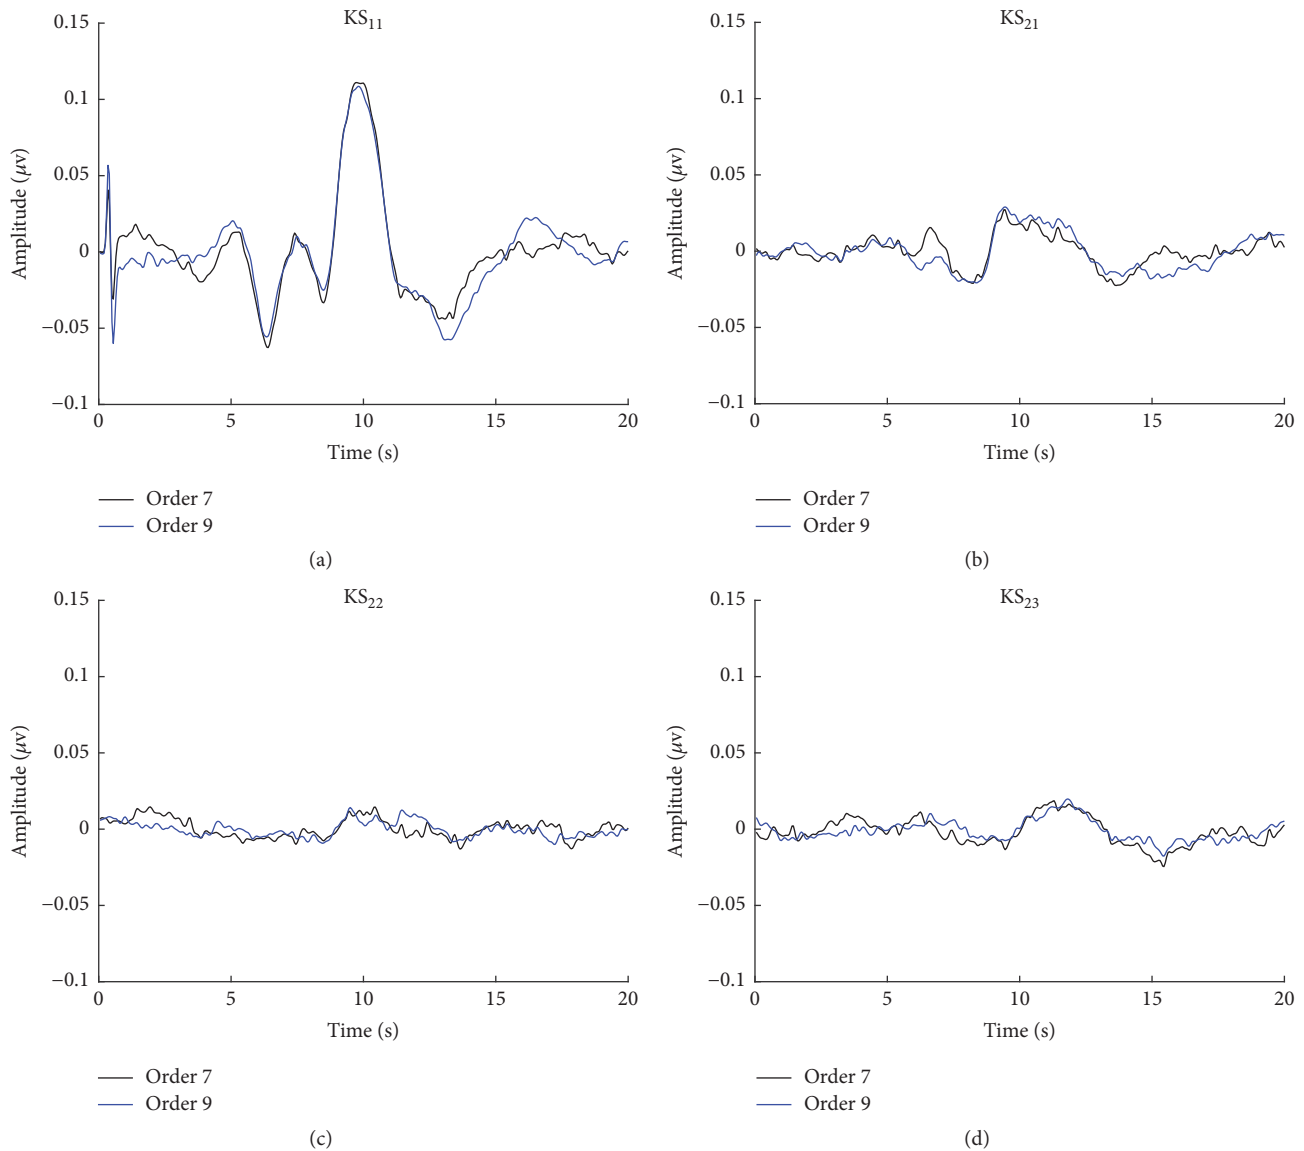 KS11
0.15
0.1
0.05
0
−0.05
−0.1
Amplitude (μv)
0 5 10 15 20
Time (s)
Order 7
Order 9
(a)
KS21
0.15
0.1
0.05
0
−0.05
−0.1
Amplitude (μv)
0 5 10 15 20
Time (s)
Order 7
Order 9
(b)
KS22
0.15
0.1
0.05
0
−0.05
−0.1
Amplitude (μv)
0 5 10 15 20
Time (s)
Order 7
Order 9
(c)
KS23
0.15
0.1
0.05
0
−0.05
−0.1
Amplitude (μv)
0 5 10 15 20
Time (s)
Order 7
Order 9
(d)